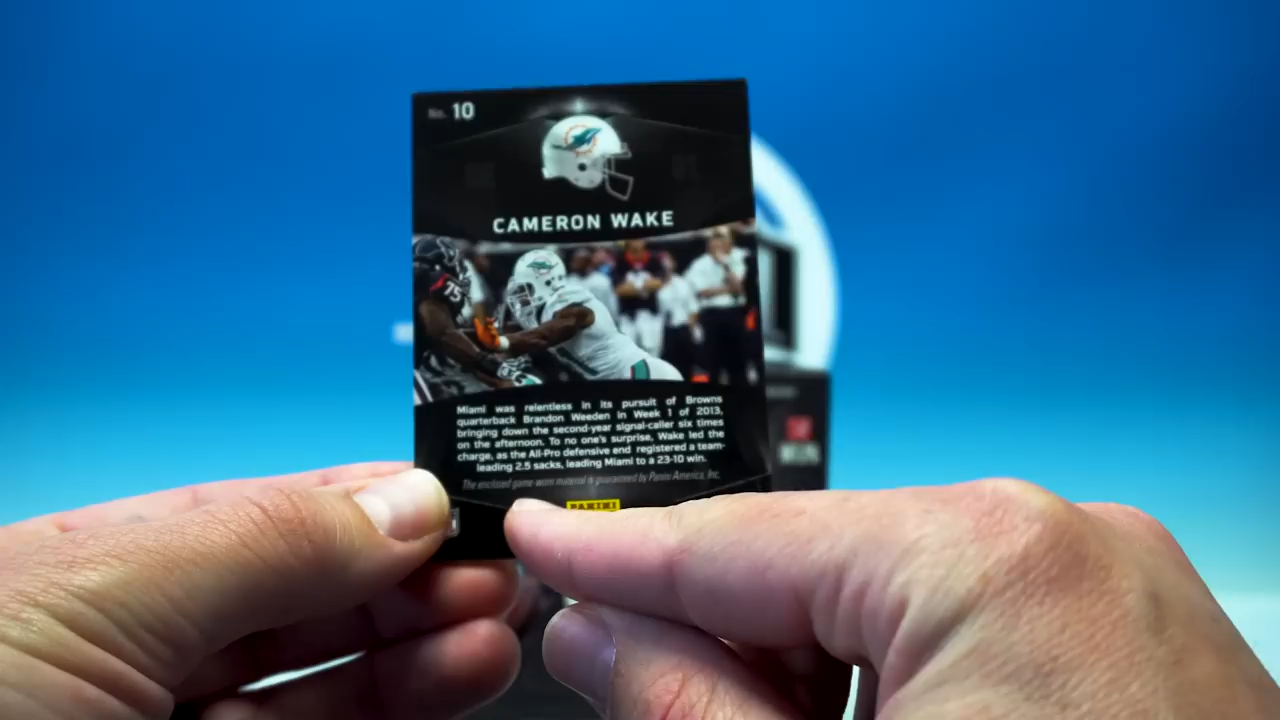 No. 10
CAMERON WAKE
75
Miami was relentless in its pursuit of Browns
quarterback Brandon Weeden in Week 1 of 2013,
bringing down the second-year signal-caller six times
on the afternoon. To no one's surprise, Wake led the
charge, as the All-Pro defensive end registered a team-
leading 2.5 sacks, leading Miami to a 23-10 win.
The enclosed game-worn material is guaranteed by Panini America, Inc.
PANINI